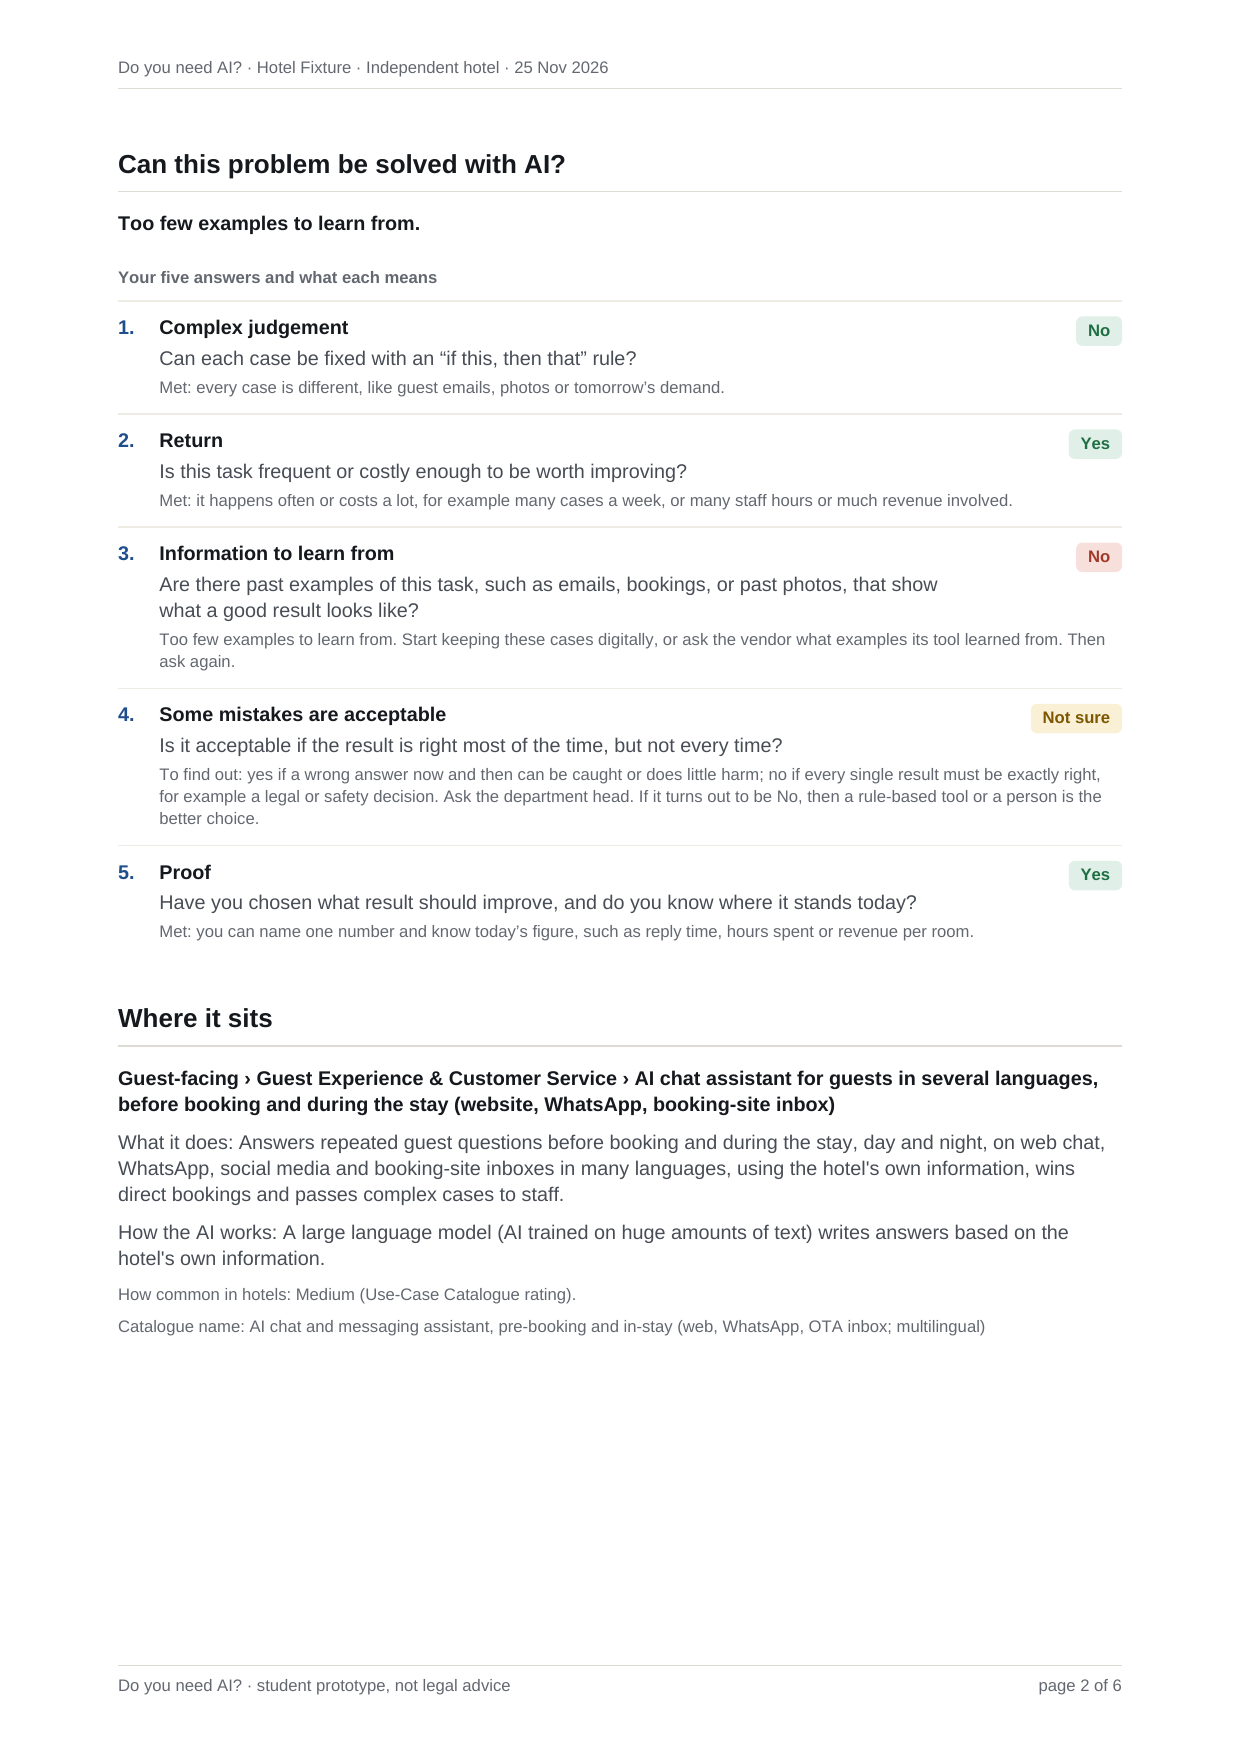 Do you need AI? · Hotel Fixture · Independent hotel · 25 Nov 2026
Can this problem be solved with AI?
Too few examples to learn from.
Your five answers and what each means
1. Complex judgement No
Can each case be fixed with an “if this, then that” rule?
Met: every case is different, like guest emails, photos or tomorrow’s demand.
2. Return Yes
Is this task frequent or costly enough to be worth improving?
Met: it happens often or costs a lot, for example many cases a week, or many staff hours or much revenue involved.
3. Information to learn from No
Are there past examples of this task, such as emails, bookings, or past photos, that show
what a good result looks like?
Too few examples to learn from. Start keeping these cases digitally, or ask the vendor what examples its tool learned from. Then
ask again.
4. Some mistakes are acceptable Not sure
Is it acceptable if the result is right most of the time, but not every time?
To find out: yes if a wrong answer now and then can be caught or does little harm; no if every single result must be exactly right,
for example a legal or safety decision. Ask the department head. If it turns out to be No, then a rule-based tool or a person is the
better choice.
5. Proof Yes
Have you chosen what result should improve, and do you know where it stands today?
Met: you can name one number and know today’s figure, such as reply time, hours spent or revenue per room.
Where it sits
Guest-facing › Guest Experience & Customer Service › AI chat assistant for guests in several languages,
before booking and during the stay (website, WhatsApp, booking-site inbox)
What it does: Answers repeated guest questions before booking and during the stay, day and night, on web chat,
WhatsApp, social media and booking-site inboxes in many languages, using the hotel's own information, wins
direct bookings and passes complex cases to staff.
How the AI works: A large language model (AI trained on huge amounts of text) writes answers based on the
hotel's own information.
How common in hotels: Medium (Use-Case Catalogue rating).
Catalogue name: AI chat and messaging assistant, pre-booking and in-stay (web, WhatsApp, OTA inbox; multilingual)
Do you need AI? · student prototype, not legal advice page 2 of 6